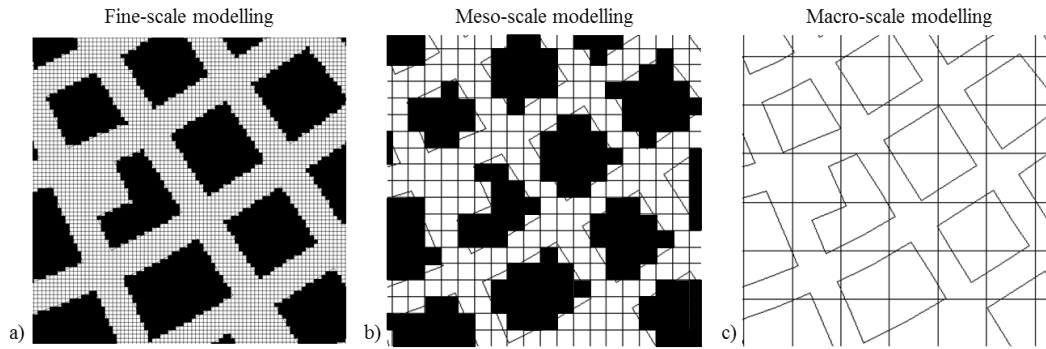 Fine-scale modelling
Meso-scale modelling
Macro-scale modelling
a)
b)
c)